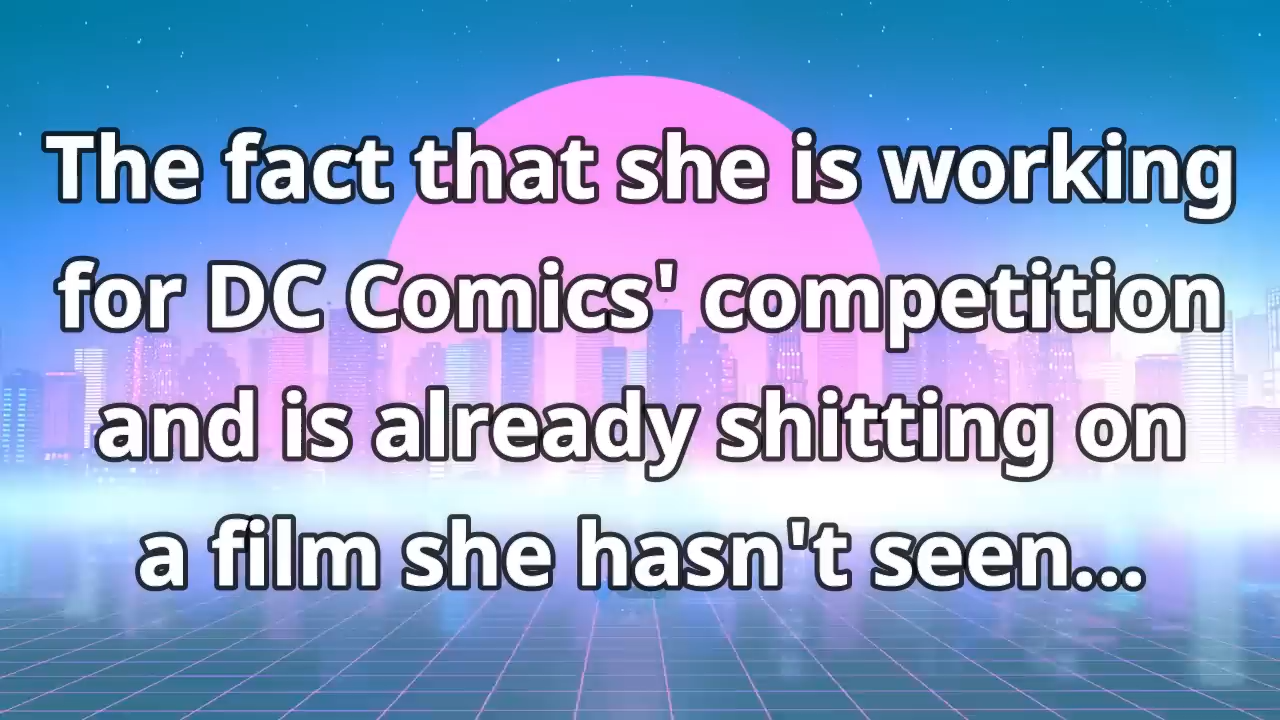 The fact that she is working
for DC Comics' competition
and is already shitting on
a film she hasn't seen...